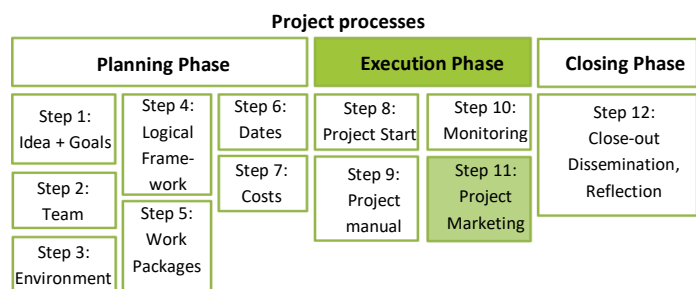 Project processes
Planning Phase
Execution Phase
Closing Phase
Step 1:
Idea + Goals
Step 2:
Team
Step 3:
Environment
Step 4:
Logical
Frame-
work
Step 5:
Work
Packages
Step 6:
Dates
Step 7:
Costs
Step 8:
Project Start
Step 9:
Project
manual
Step 10:
Monitoring
Step 11:
Project
Marketing
Step 12:
Close-out
Dissemination,
Reflection